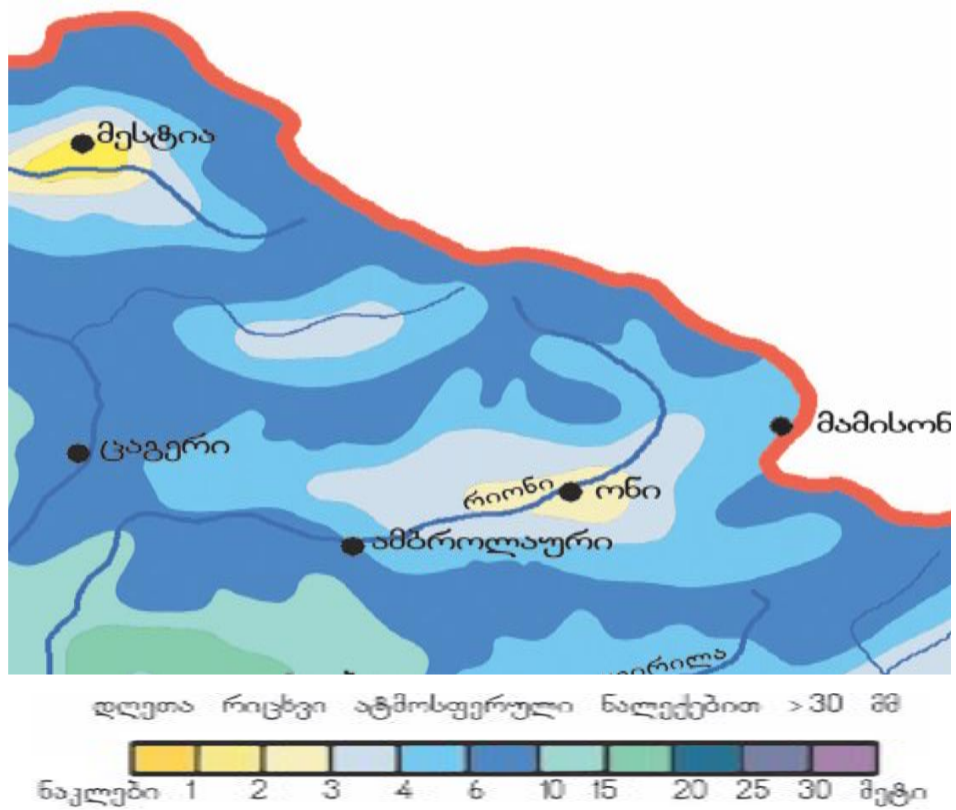 მესტია
მამისონ
ცაგერი
რიონი
ონი
ამბროლაური
დღეთა რიცხვი ატმოსფერული ნალექებით > 30 მმ
ნაკლები 1 2 3 4 6 10 15 20 25 30 მეტი